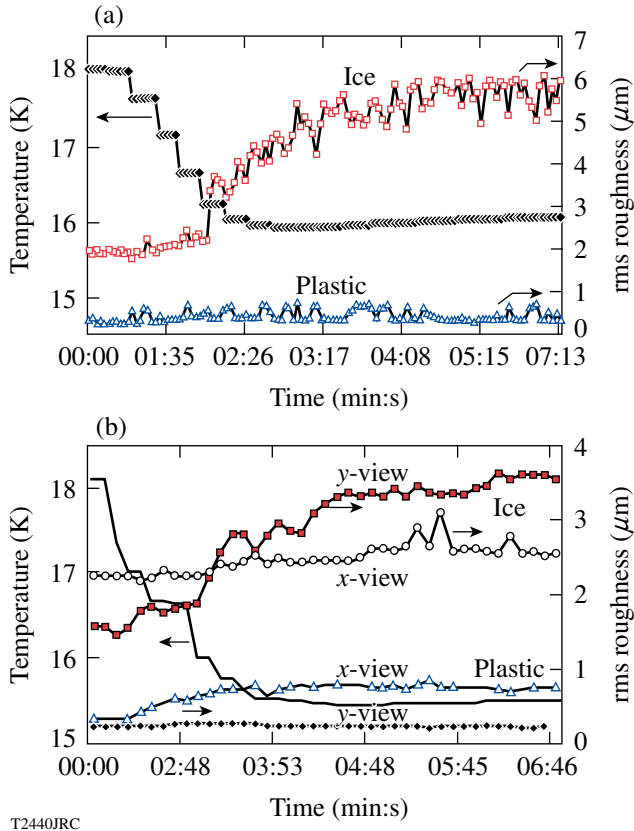 (a)
18
17
16
15
Temperature (K)
Ice
Plastic
7
6
5
4
3
2
1
0
rms roughness (μm)
00:00 01:35 02:26 03:17 04:08 05:15 07:13
Time (min:s)
(b)
18
17
16
15
Temperature (K)
y-view
Ice
x-view
x-view
Plastic
y-view
4
3
2
1
0
rms roughness (μm)
00:00 02:48 03:53 04:48 05:45 06:46
Time (min:s)
T2440JRC